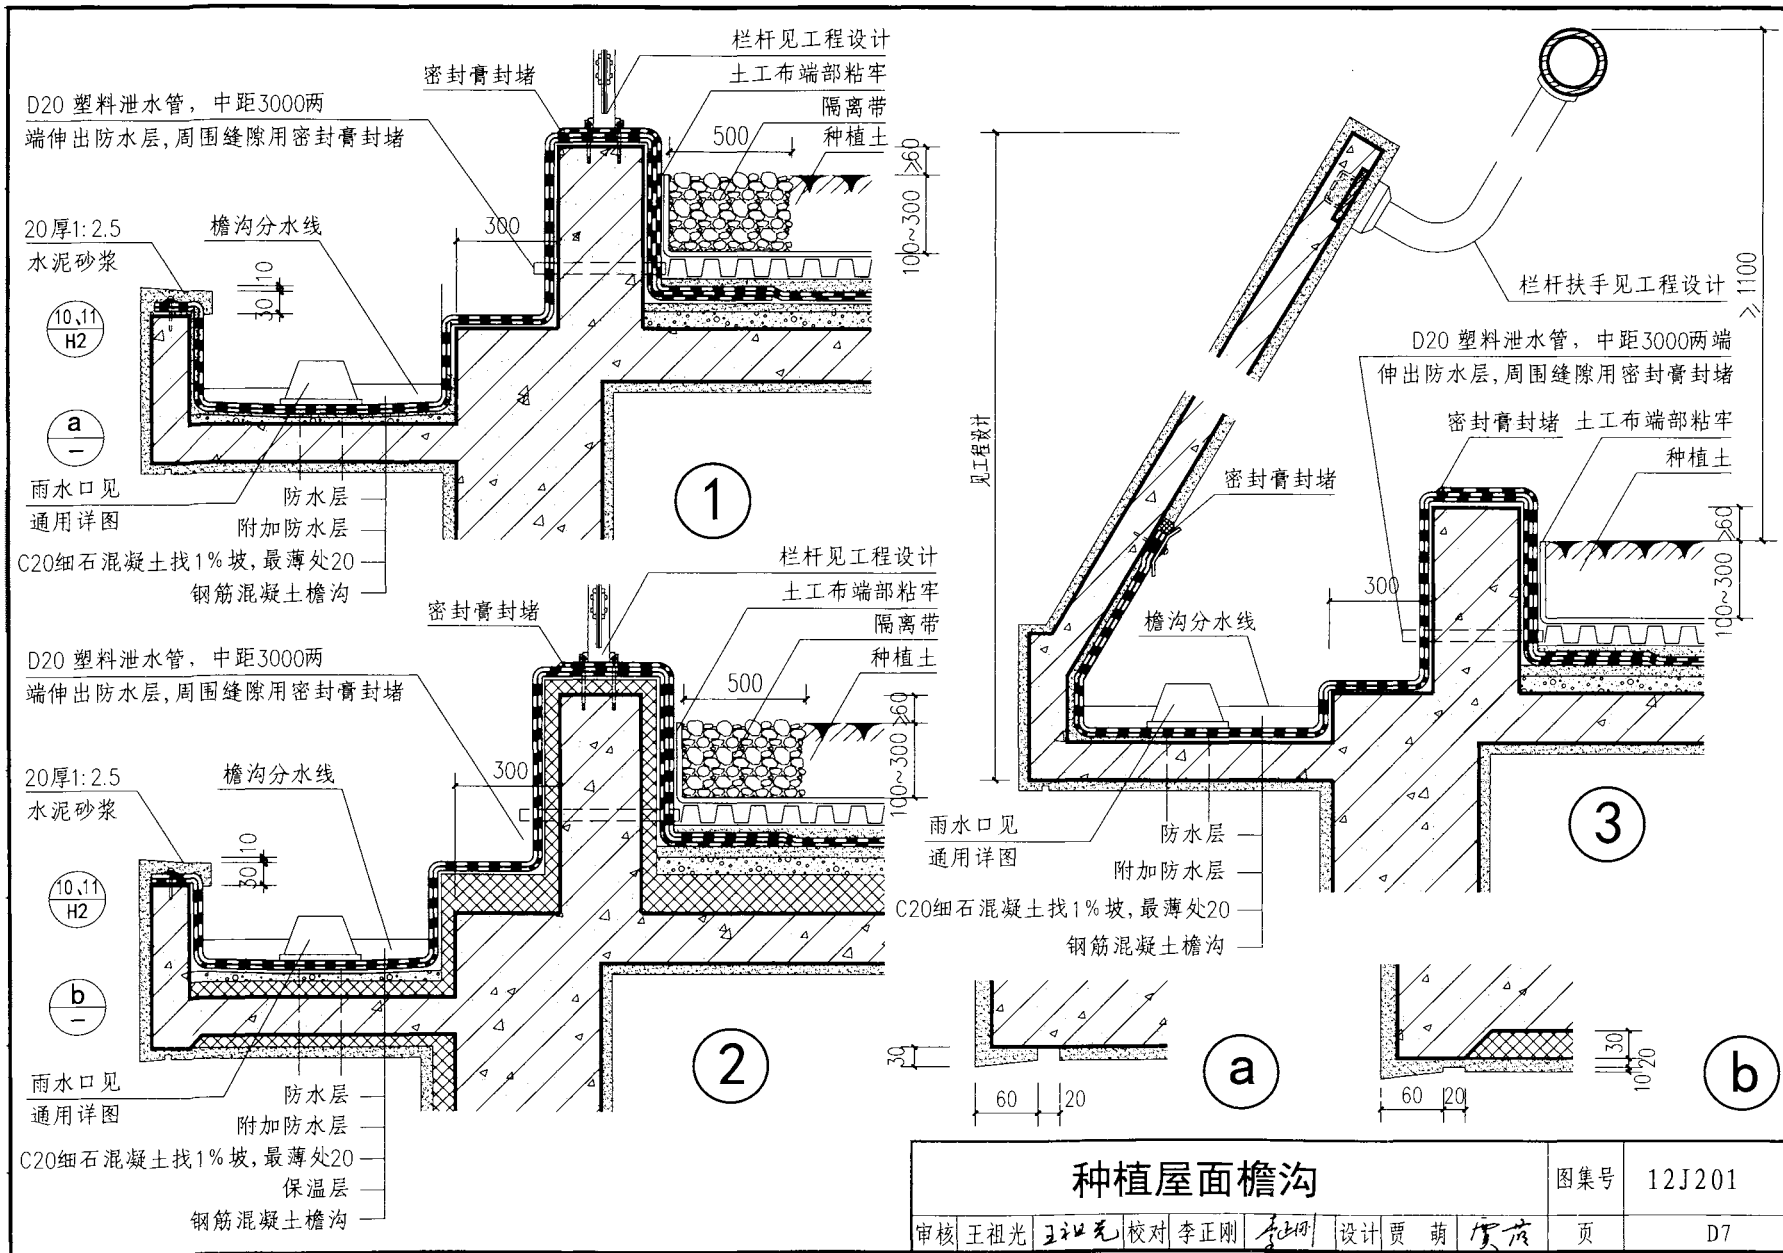 栏杆见工程设计
密封膏封堵
土工布端部粘牢
D20 塑料泄水管，中距3000两
端伸出防水层,周围缝隙用密封膏封堵
隔离带
500
种植土
≥60
100~300
300
20厚1:2.5
水泥砂浆
檐沟分水线
10
30
10、11
H2
a
—
雨水口见
通用详图
防水层
附加防水层
C20细石混凝土找1%坡,最薄处20
钢筋混凝土檐沟
1
栏杆见工程设计
密封膏封堵
土工布端部粘牢
隔离带
D20 塑料泄水管，中距3000两
端伸出防水层,周围缝隙用密封膏封堵
种植土
500
≥60
100~300
300
20厚1:2.5
水泥砂浆
檐沟分水线
10
30
10、11
H2
b
—
雨水口见
通用详图
防水层
附加防水层
C20细石混凝土找1%坡,最薄处20
保温层
钢筋混凝土檐沟
2
栏杆扶手见工程设计
≥1100
D20 塑料泄水管，中距3000两端
伸出防水层,周围缝隙用密封膏封堵
见工程设计
密封膏封堵
土工布端部粘牢
种植土
密封膏封堵
≥60
100~300
300
檐沟分水线
雨水口见
通用详图
防水层
附加防水层
C20细石混凝土找1%坡,最薄处20
钢筋混凝土檐沟
3
30
60
20
a
30
20
10
60
20
b
种植屋面檐沟
图集号
12J201
审核 王祖光 王祖光 校对 李正刚 李正刚 设计 贾 萌 贾萌 页 D7